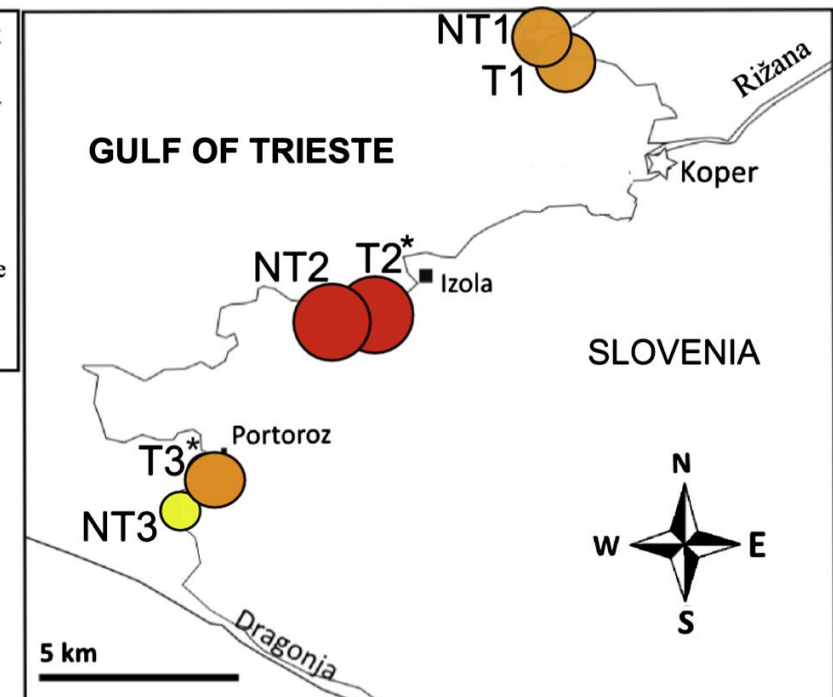 NT1
T1
Rižana
GULF OF TRIESTE
Koper
T2*
NT2
Izola
SLOVENIA
Portoroz
T3*
NT3
N
W
E
S
Dragonja
5 km